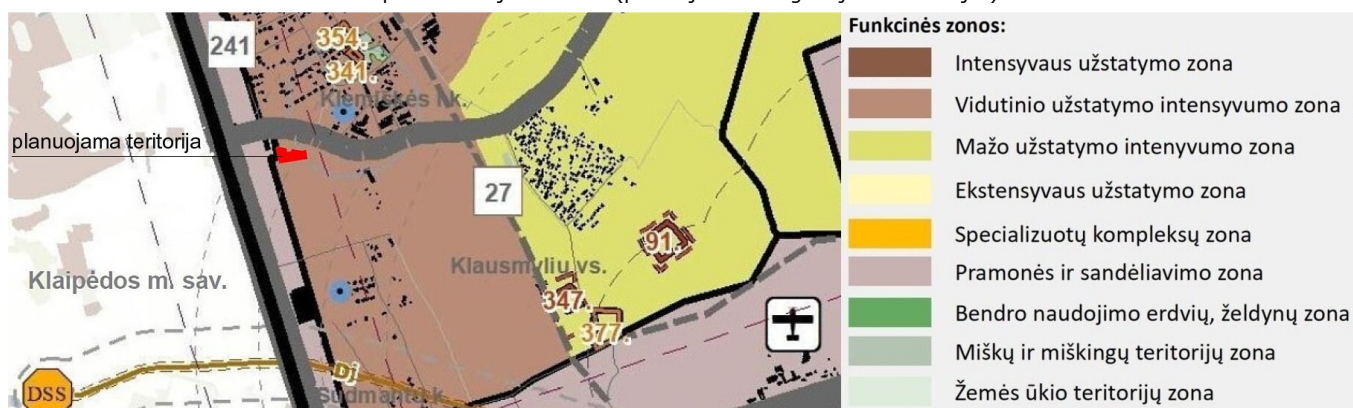 241
354.
341.
Kiemiškės I k.
planuojama teritorija
27
91.
Klausmylių vs.
Klaipėdos m. sav.
347.
377.
DSS
Dj
Sudmantų k.
Funkcinės zonos:
Intensyvaus užstatymo zona
Vidutinio užstatymo intensyvumo zona
Mažo užstatymo intenyvumo zona
Ekstensyvaus užstatymo zona
Specializuotų kompleksų zona
Pramonės ir sandėliavimo zona
Bendro naudojimo erdvių, želdynų zona
Miškų ir miškingų teritorijų zona
Žemės ūkio teritorijų zona